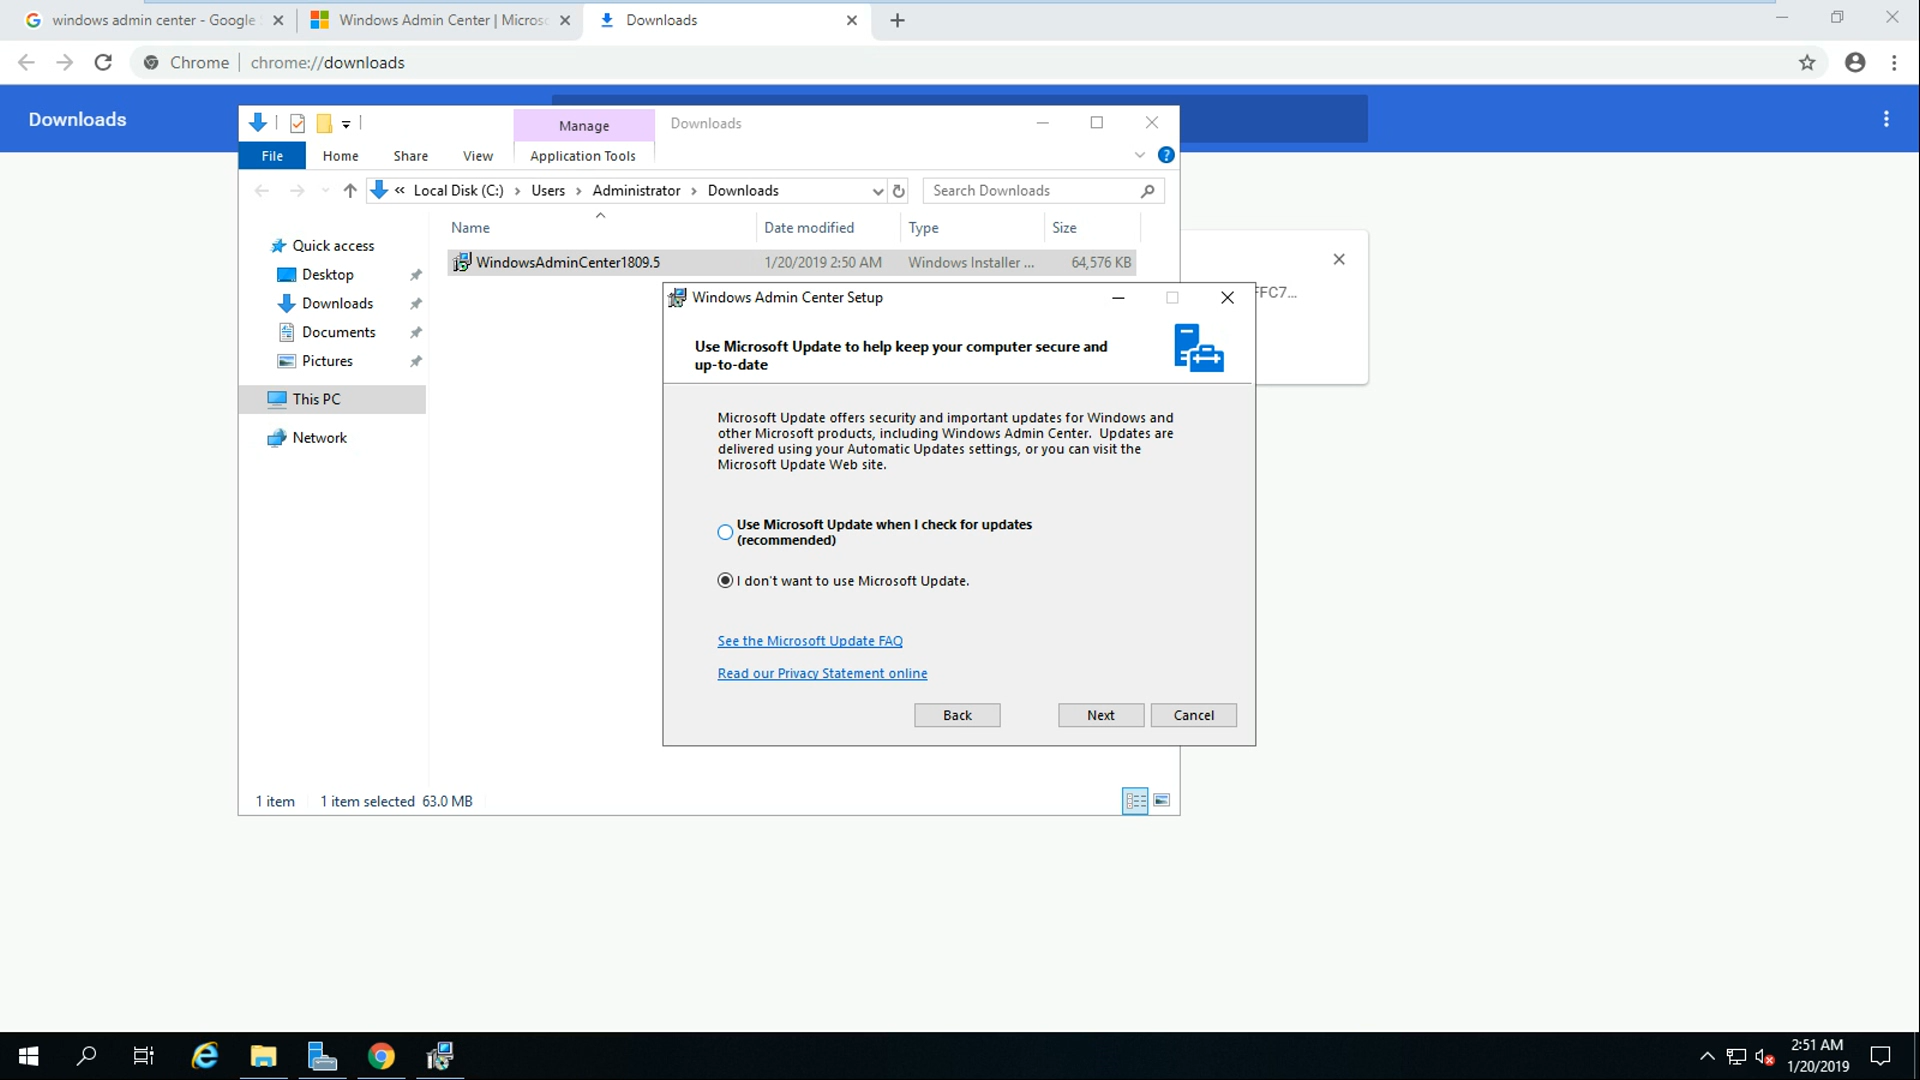 windows admin center - Google
Windows Admin Center | Micros
Downloads
Chrome
chrome://downloads
Downloads
Manage
Downloads
File
Home
Share
View
Application Tools
« Local Disk (C:) › Users › Administrator › Downloads
Search Downloads
Name
Date modified
Type
Size
WindowsAdminCenter1809.5
1/20/2019 2:50 AM
Windows Installer ...
64,576 KB
Quick access
Desktop
Downloads
Documents
Pictures
This PC
Network
FFC7...
Windows Admin Center Setup
Use Microsoft Update to help keep your computer secure and
up-to-date
Microsoft Update offers security and important updates for Windows and
other Microsoft products, including Windows Admin Center. Updates are
delivered using your Automatic Updates settings, or you can visit the
Microsoft Update Web site.
Use Microsoft Update when I check for updates
(recommended)
I don't want to use Microsoft Update.
See the Microsoft Update FAQ
Read our Privacy Statement online
Back
Next
Cancel
1 item
1 item selected 63.0 MB
2:51 AM
1/20/2019